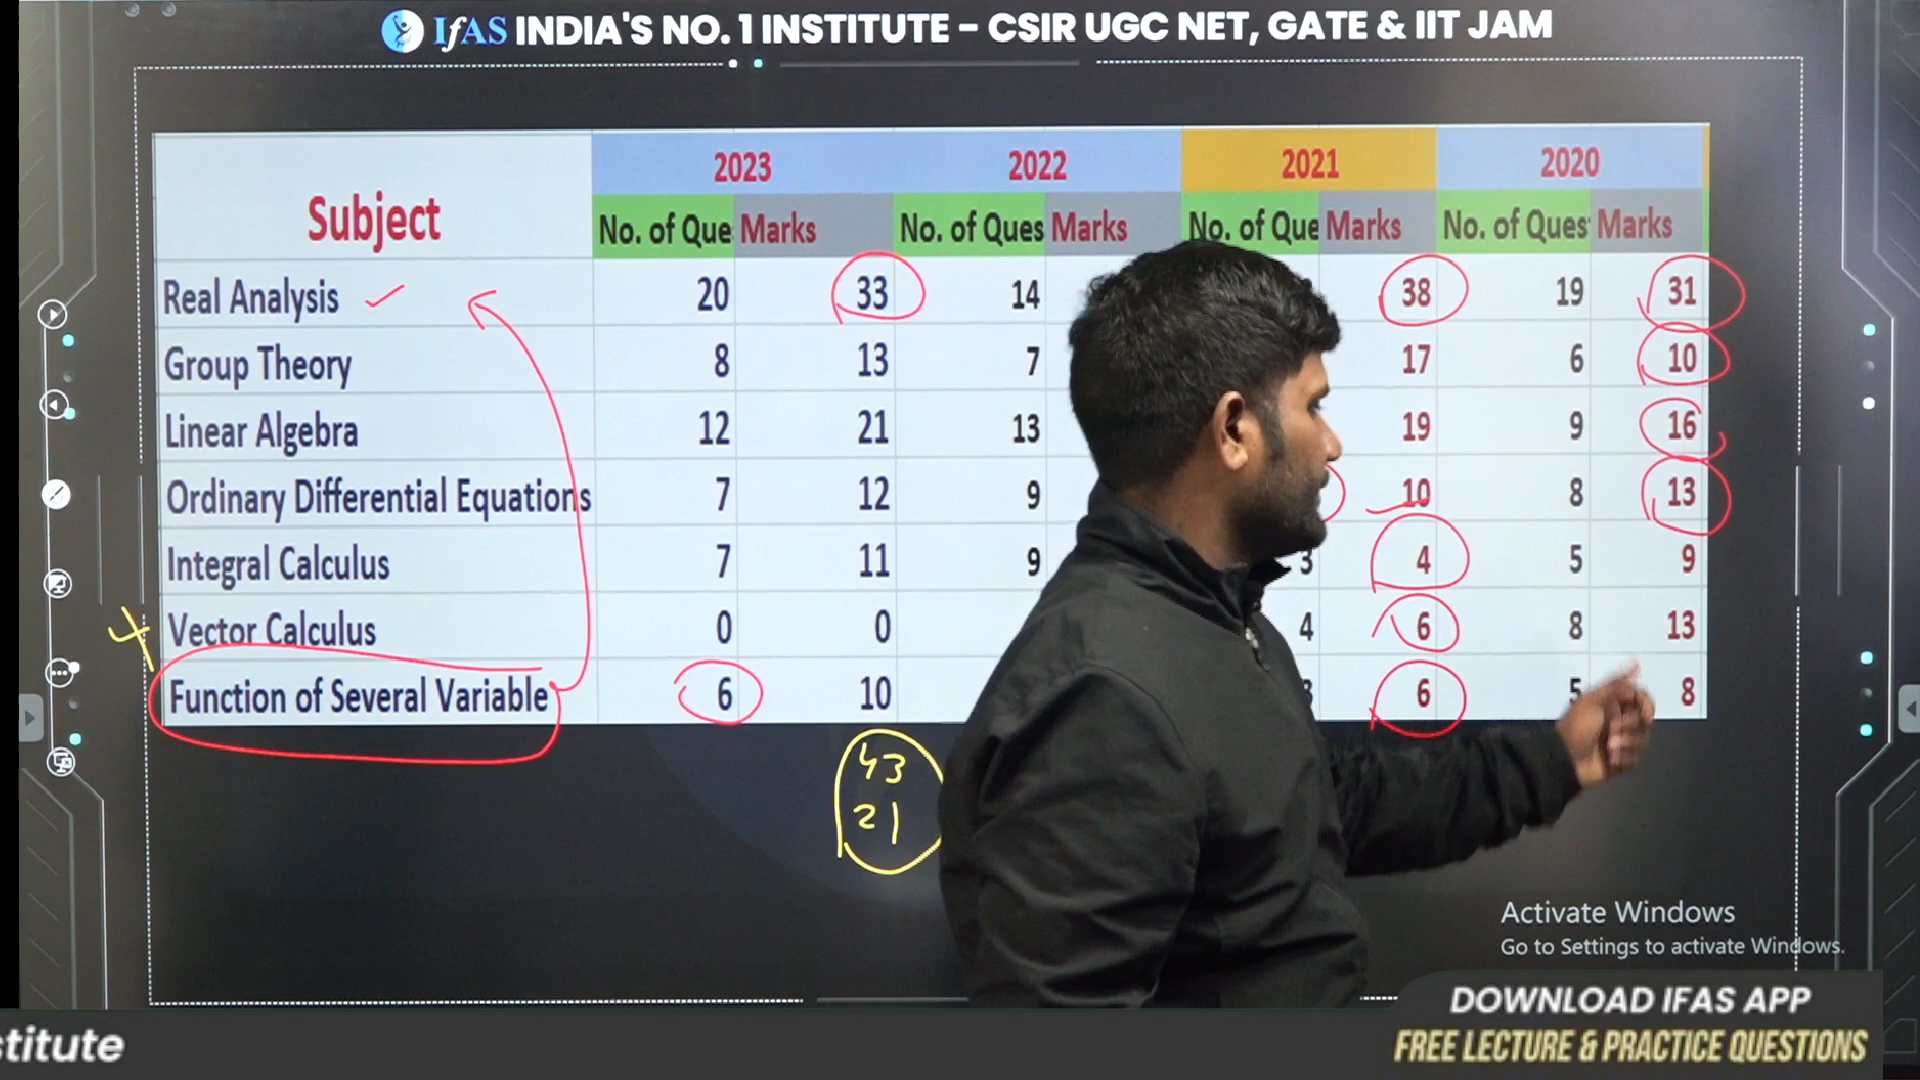 IfAS INDIA'S NO. 1 INSTITUTE - CSIR UGC NET, GATE & IIT JAM
Subject 2023 2022 2021 2020
No. of Que Marks No. of Ques Marks No. of Que Marks No. of Ques Marks
Real Analysis 20 33 14 38 19 31
Group Theory 8 13 7 17 6 10
Linear Algebra 12 21 13 19 9 16
Ordinary Differential Equations 7 12 9 10 8 13
Integral Calculus 7 11 9 3 4 5 9
Vector Calculus 0 0 4 6 8 13
Function of Several Variable 6 10 6 5 8
43
21
Activate Windows
Go to Settings to activate Windows.
DOWNLOAD IFAS APP
stitute
FREE LECTURE & PRACTICE QUESTIONS